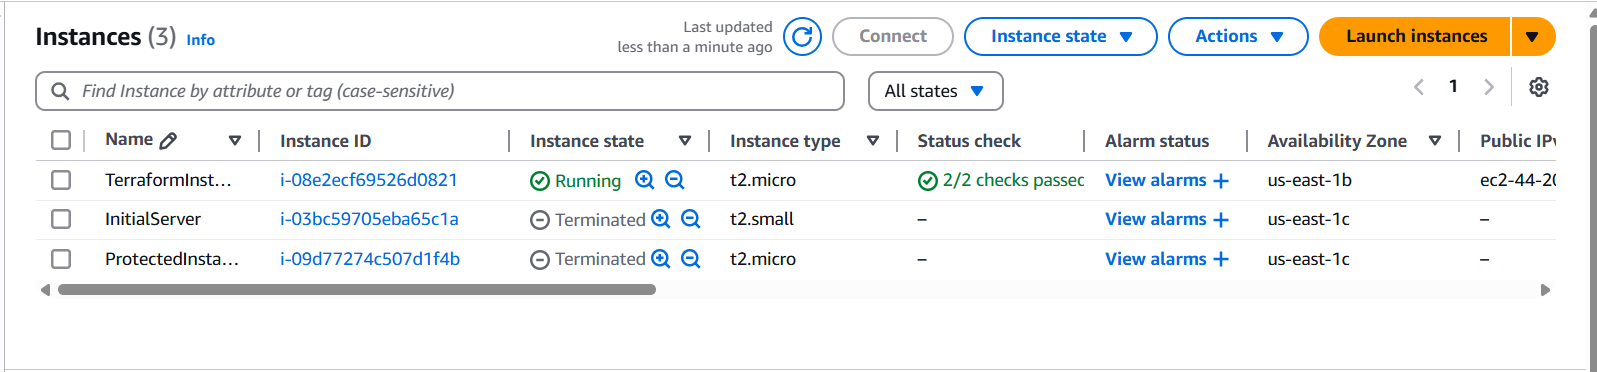 Instances (3) Info
Last updated
less than a minute ago
Connect
Instance state
Actions
Launch instances
Find Instance by attribute or tag (case-sensitive)
All states
1
Name Instance ID Instance state Instance type Status check Alarm status Availability Zone Public IPv
TerraformInst... i-08e2ecf69526d0821 Running t2.micro 2/2 checks passed View alarms + us-east-1b ec2-44-20
InitialServer i-03bc59705eba65c1a Terminated t2.small – View alarms + us-east-1c –
ProtectedInsta... i-09d77274c507d1f4b Terminated t2.micro – View alarms + us-east-1c –